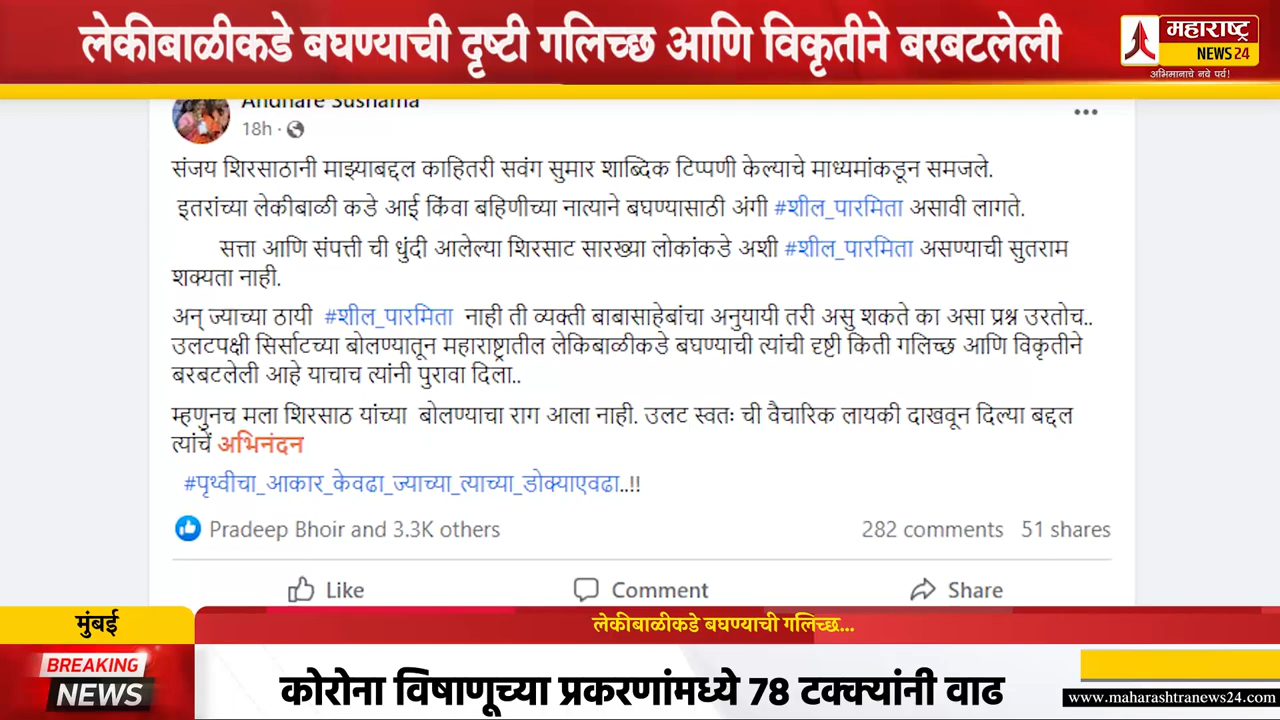 लेकीबाळीकडे बघण्याची दृष्टी गलिच्छ आणि विकृतीने बरबटलेली
महाराष्ट्र
NEWS 24
अभिमानाचे नवे पर्व!
Andhare Sushama
18h ·
संजय शिरसाठानी माझ्याबद्दल काहितरी सवंग सुमार शाब्दिक टिप्पणी केल्याचे माध्यमांकडून समजले.
इतरांच्या लेकीबाळी कडे आई किंवा बहिणीच्या नात्याने बघण्यासाठी अंगी #शील_पारमिता असावी लागते.
सत्ता आणि संपत्ती ची धुंदी आलेल्या शिरसाट सारख्या लोकांकडे अशी #शील_पारमिता असण्याची सुतराम
शक्यता नाही.
अन् ज्याच्या ठायी #शील_पारमिता नाही ती व्यक्ती बाबासाहेबांचा अनुयायी तरी असु शकते का असा प्रश्न उरतोच..
उलटपक्षी सिर्साटच्या बोलण्यातून महाराष्ट्रातील लेकिबाळीकडे बघण्याची त्यांची दृष्टी किती गलिच्छ आणि विकृतीने
बरबटलेली आहे याचाच त्यांनी पुरावा दिला..
म्हणुनच मला शिरसाठ यांच्या बोलण्याचा राग आला नाही. उलट स्वतः ची वैचारिक लायकी दाखवून दिल्या बद्दल
त्यांचें अभिनंदन
#पृथ्वीचा_आकार_केवढा_ज्याच्या_त्याच्या_डोक्याएवढा..!!
Pradeep Bhoir and 3.3K others
282 comments 51 shares
Like Comment Share
मुंबई
लेकीबाळीकडे बघण्याची गलिच्छ...
BREAKING
NEWS
कोरोना विषाणूच्या प्रकरणांमध्ये 78 टक्क्यांनी वाढ
www.maharashtranews24.com